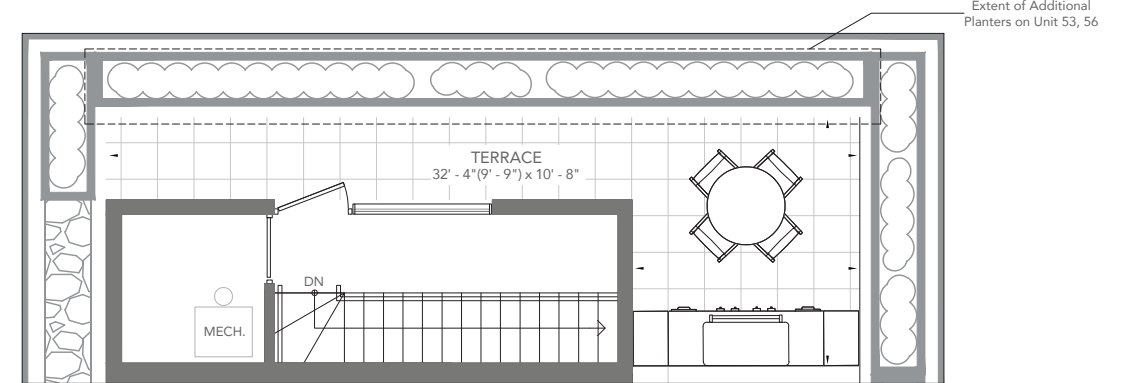 Extent of Additional
Planters on Unit 53, 56
TERRACE
32' - 4"(9' - 9") x 10' - 8"
DN
MECH.